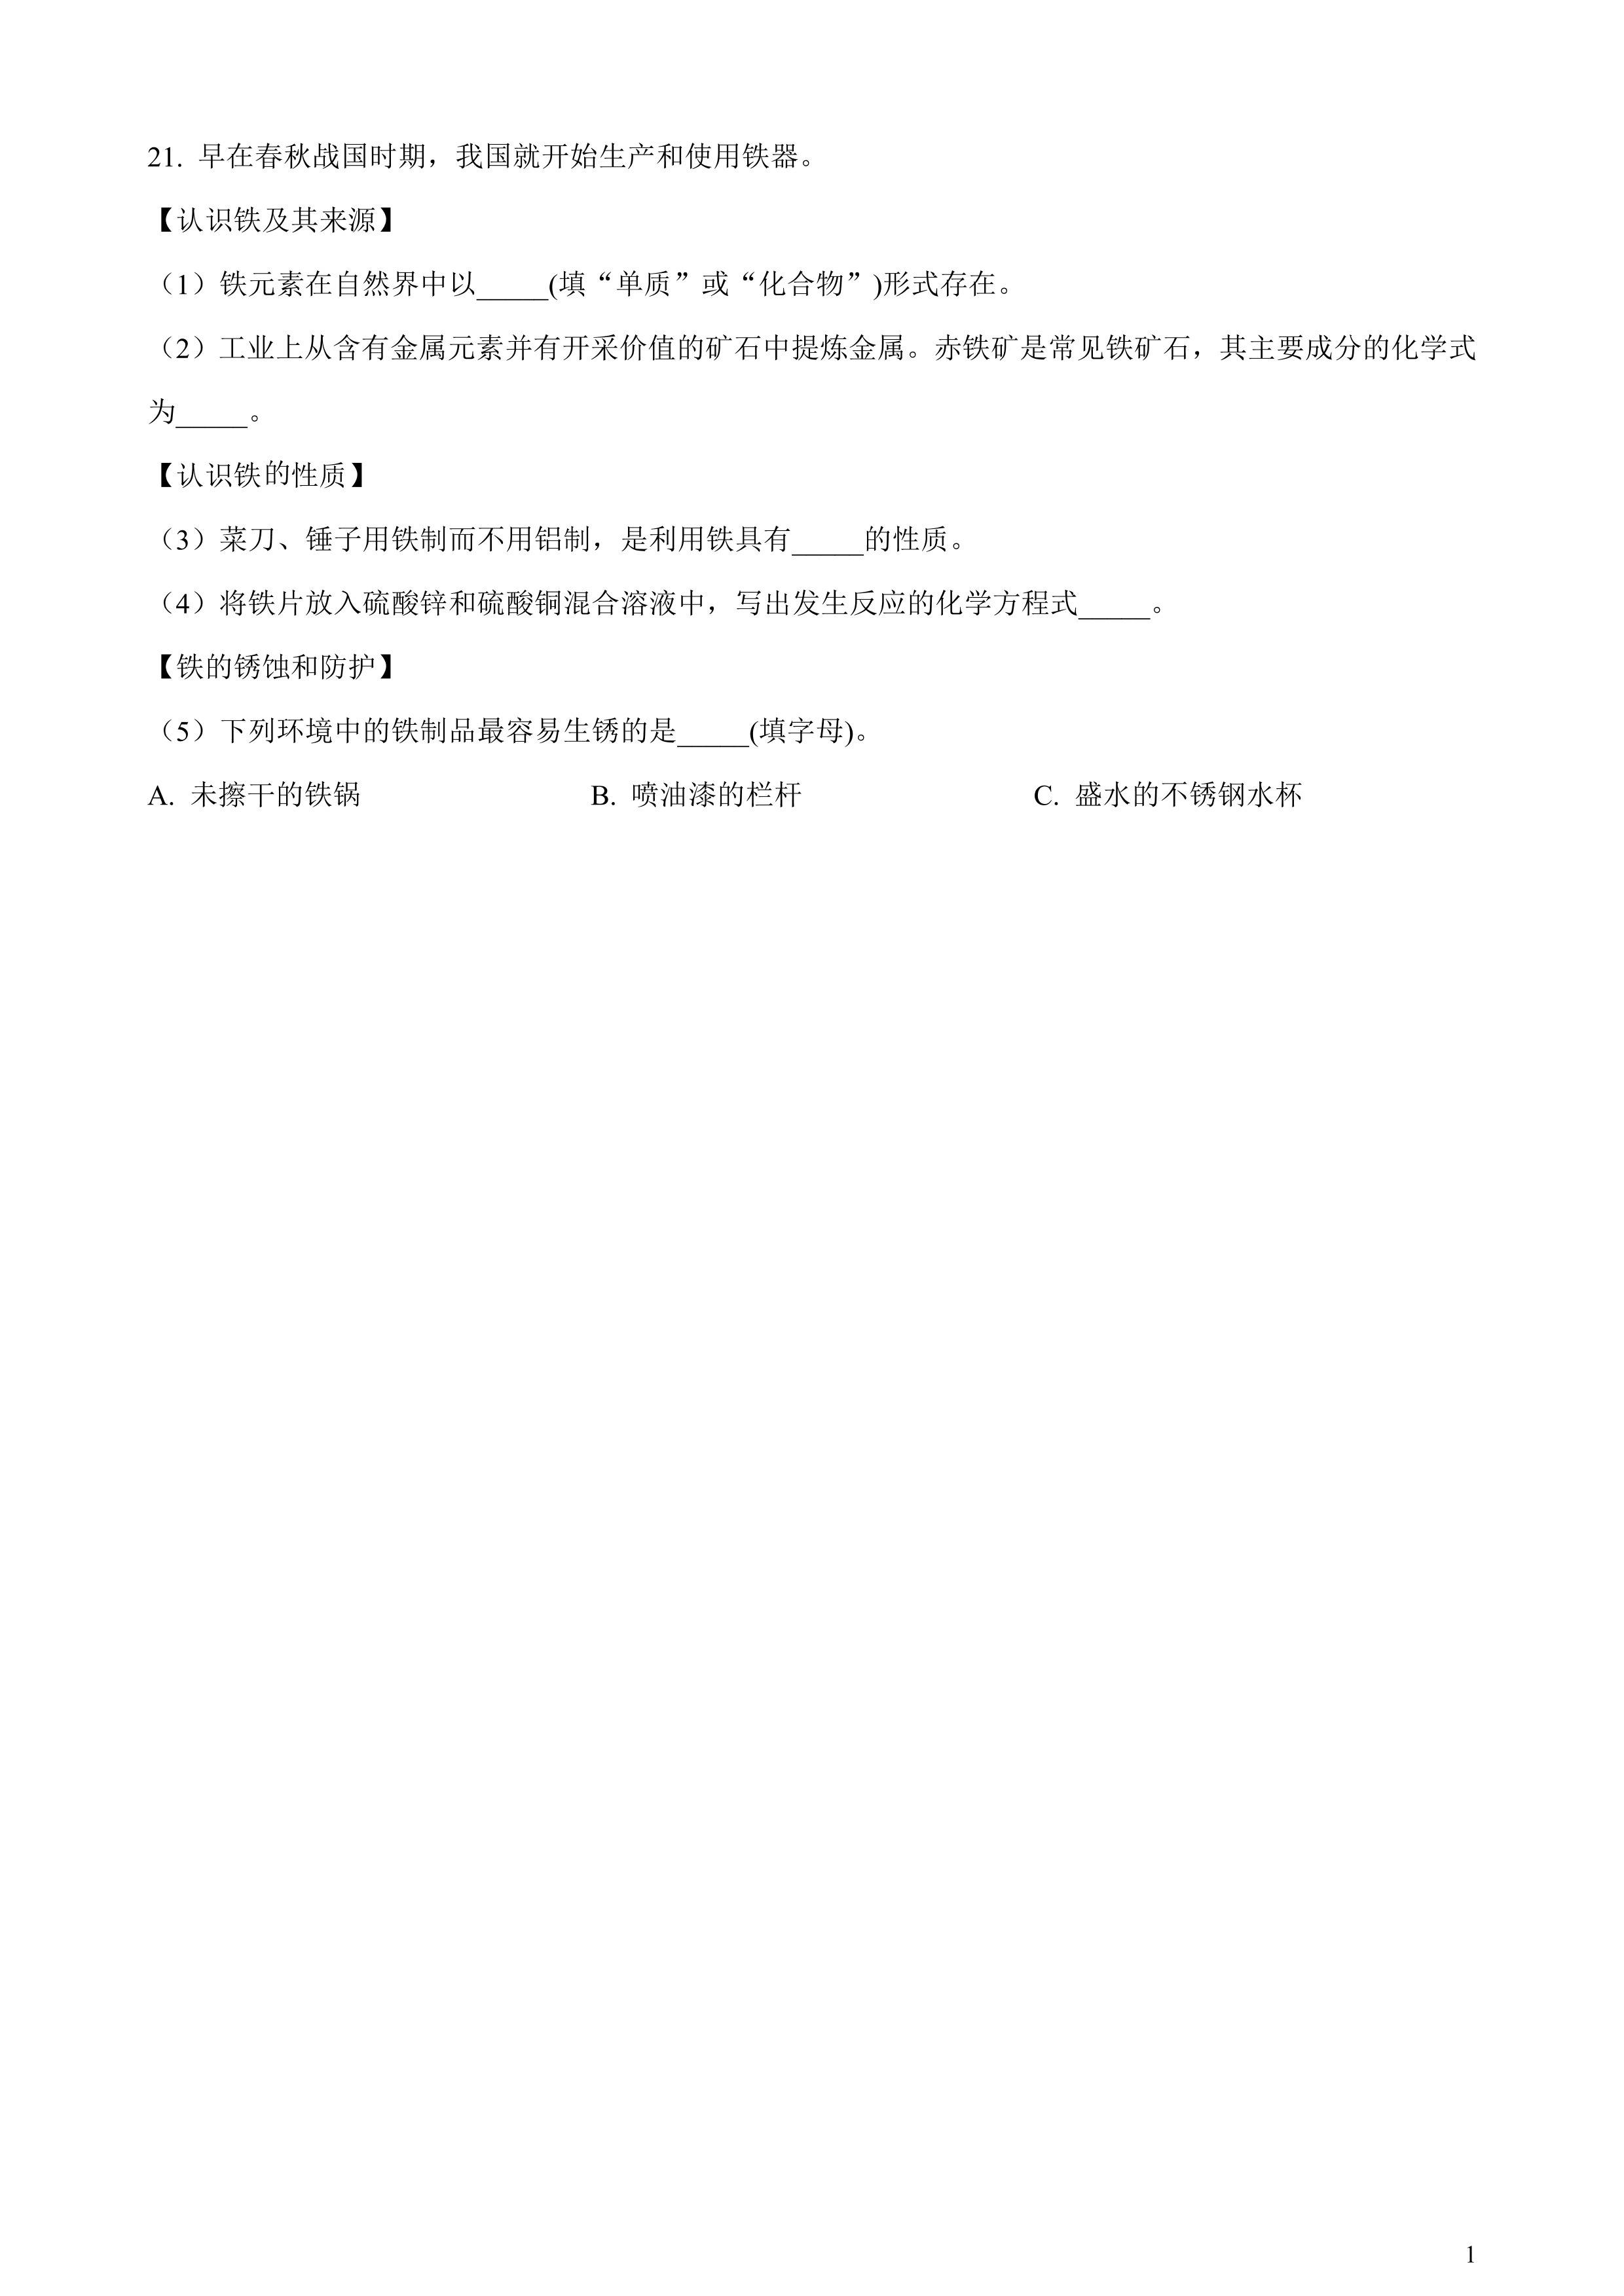 21. 早在春秋战国时期，我国就开始生产和使用铁器。
【认识铁及其来源】
（1）铁元素在自然界中以_____(填“单质”或“化合物”)形式存在。
（2）工业上从含有金属元素并有开采价值的矿石中提炼金属。赤铁矿是常见铁矿石，其主要成分的化学式
为_____。
【认识铁的性质】
（3）菜刀、锤子用铁制而不用铝制，是利用铁具有_____的性质。
（4）将铁片放入硫酸锌和硫酸铜混合溶液中，写出发生反应的化学方程式_____。
【铁的锈蚀和防护】
（5）下列环境中的铁制品最容易生锈的是_____(填字母)。
A. 未擦干的铁锅 B. 喷油漆的栏杆 C. 盛水的不锈钢水杯
1